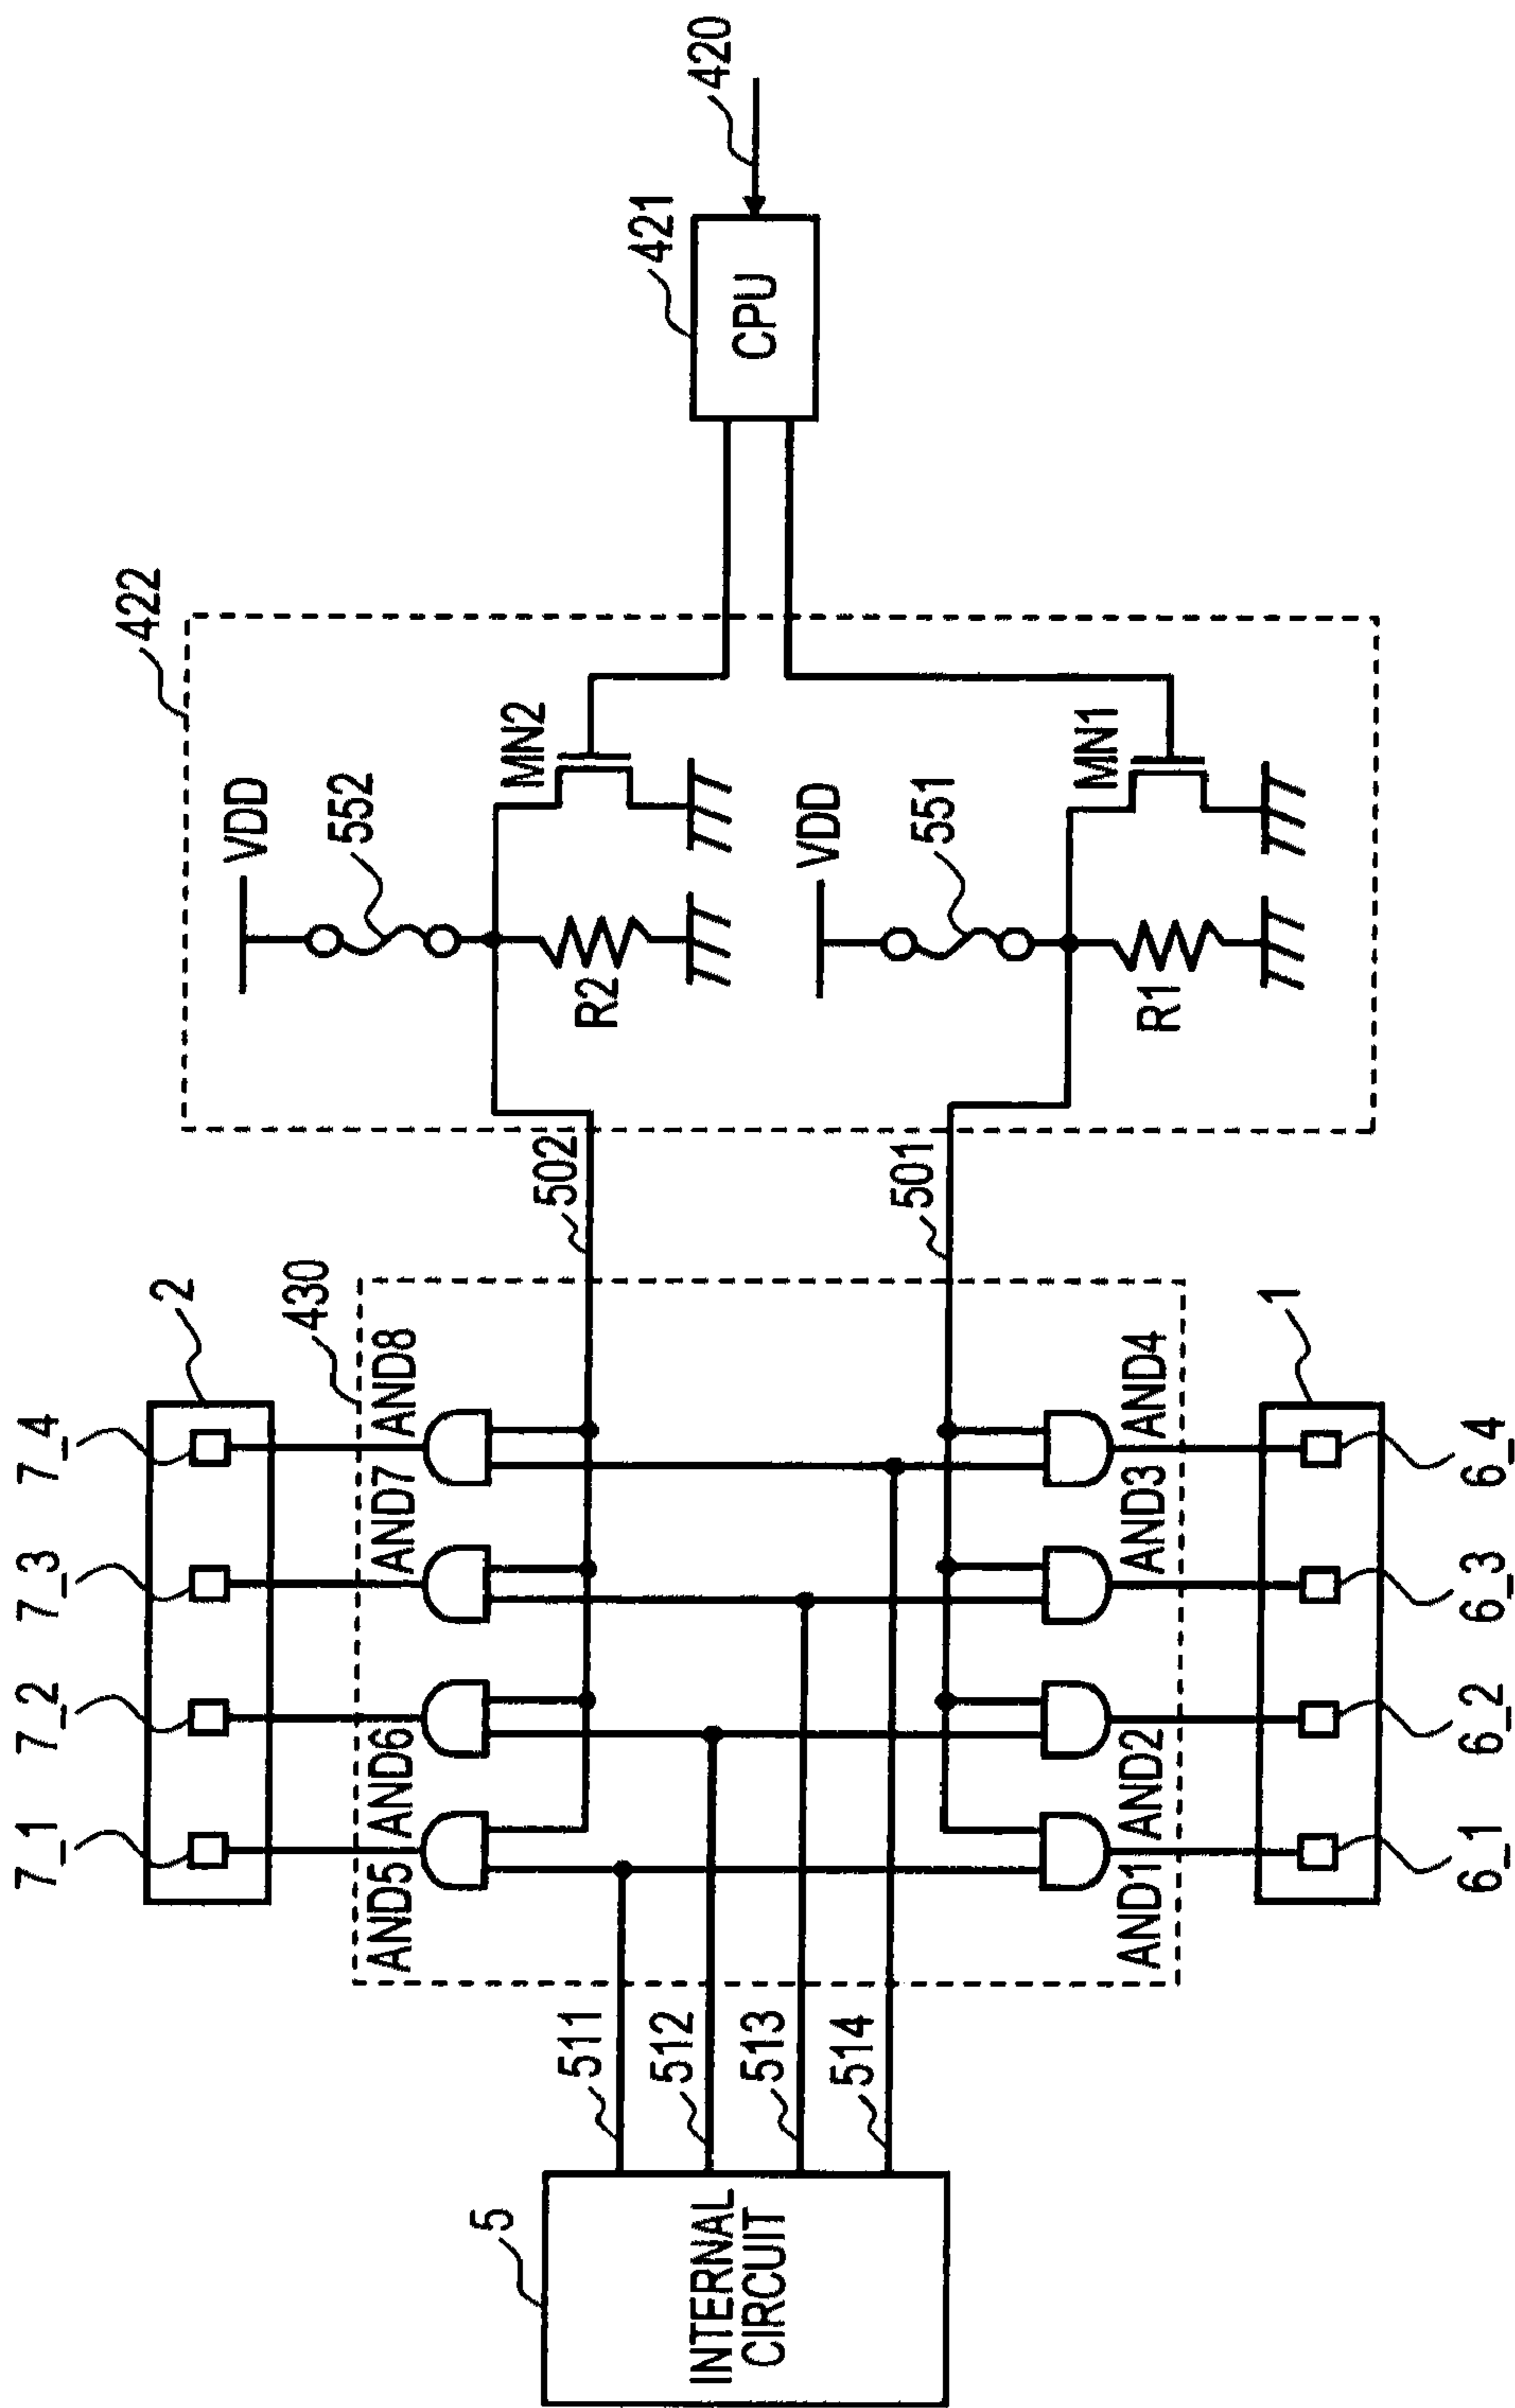 420
421
CPU
422
VDD
552
MN2
R2
VDD
551
MN1
R1
502
501
2
430
1
7_4
7_3
7_2
7_1
AND8
AND7
AND6
AND5
AND4
AND3
AND2
AND1
6_4
6_3
6_2
6_1
511
512
513
514
5
INTERNAL
CIRCUIT